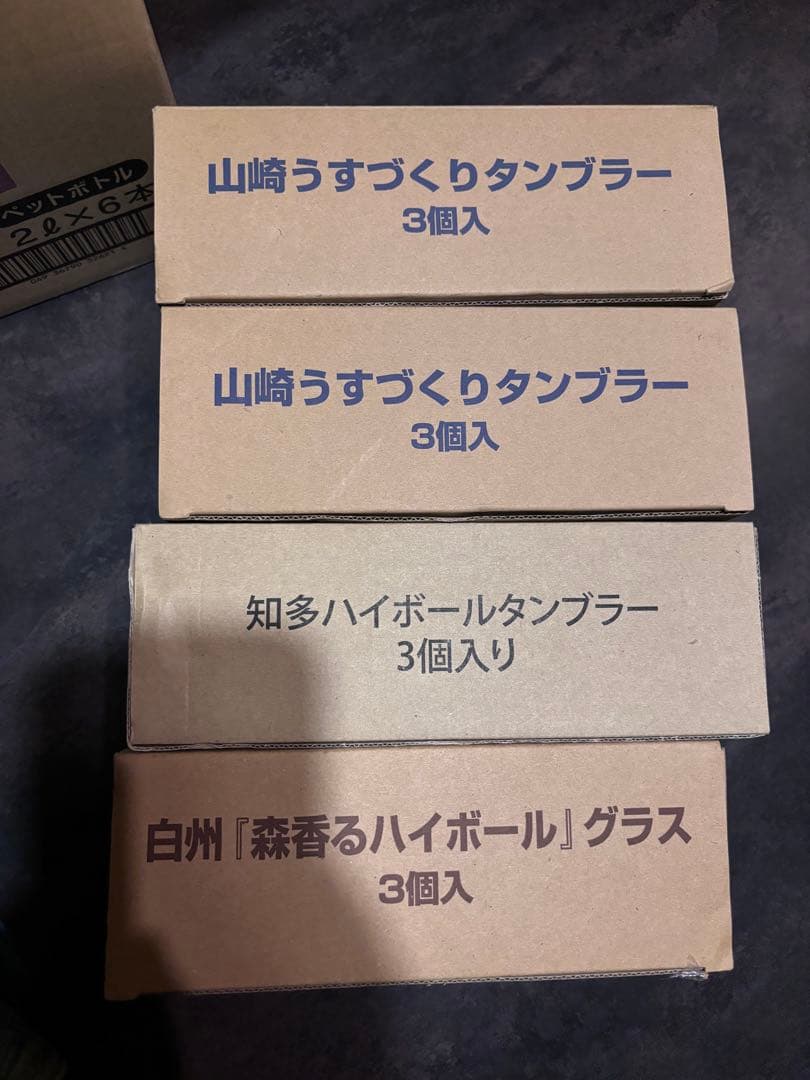 ペットボトル
2ℓ×6本
山崎うすづくりタンブラー
3個入
山崎うすづくりタンブラー
3個入
知多ハイボールタンブラー
3個入り
白州『森香るハイボール』グラス
3個入